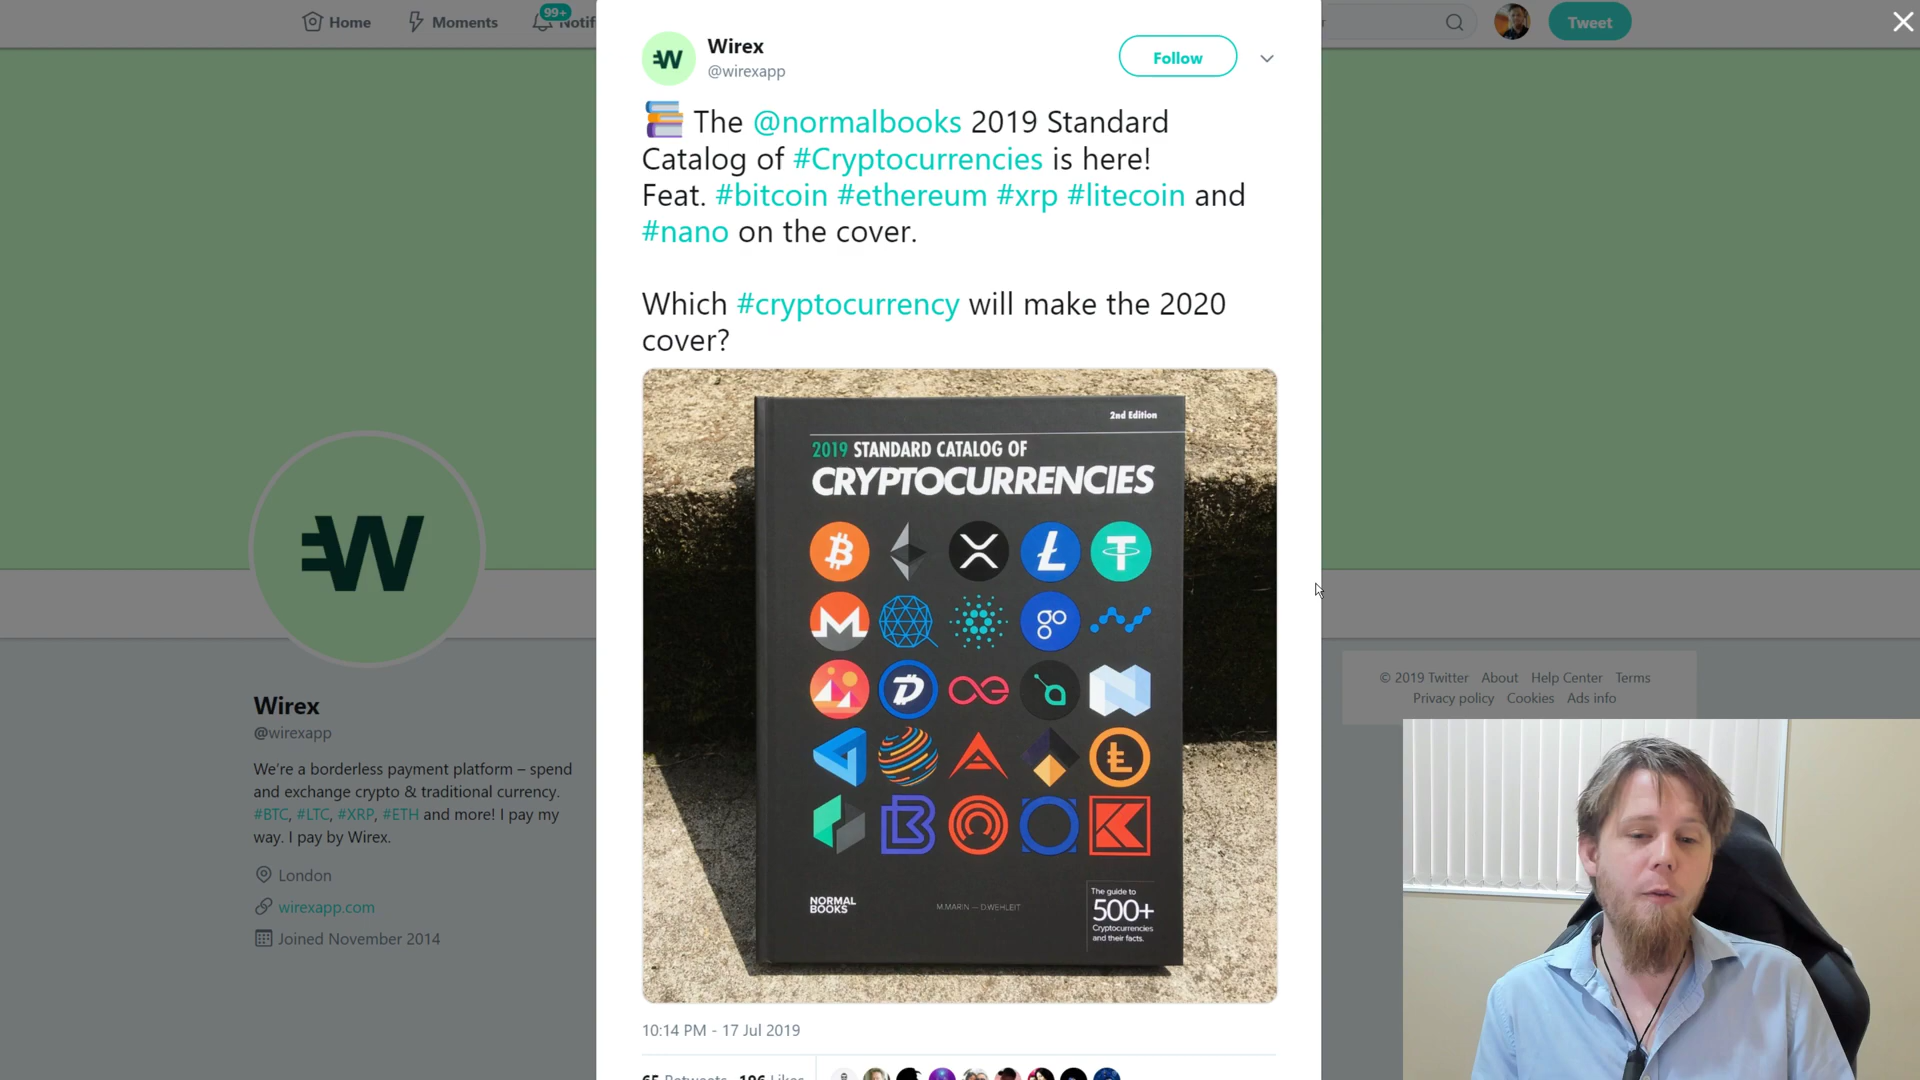 Home
Moments
99+
Notif
Tweet
Wirex
@wirexapp
Follow
The @normalbooks 2019 Standard
Catalog of #Cryptocurrencies is here!
Feat. #bitcoin #ethereum #xrp #litecoin and
#nano on the cover.
Which #cryptocurrency will make the 2020
cover?
2nd Edition
2019 STANDARD CATALOG OF
CRYPTOCURRENCIES
NORMAL
BOOKS
M.MARIN — D.WEHLEIT
The guide to
500+
Cryptocurrencies
and their facts.
10:14 PM - 17 Jul 2019
65 Retweets 196 Likes
W
Wirex
@wirexapp
We're a borderless payment platform – spend
and exchange crypto & traditional currency.
#BTC, #LTC, #XRP, #ETH and more! I pay my
way. I pay by Wirex.
London
wirexapp.com
Joined November 2014
© 2019 Twitter About Help Center Terms
Privacy policy Cookies Ads info